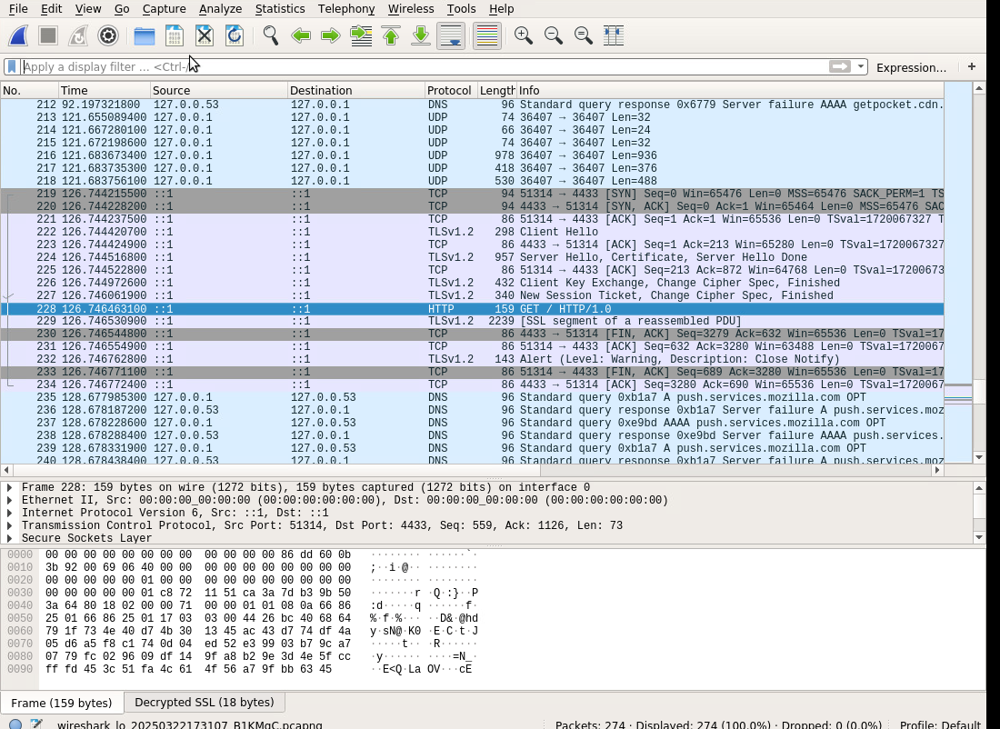 File Edit View Go Capture Analyze Statistics Telephony Wireless Tools Help
Apply a display filter ... <Ctrl-/
Expression... +
No. Time Source Destination Protocol Length Info
212 92.197321800 127.0.0.53 127.0.0.1 DNS 96 Standard query response 0x6779 Server failure AAAA getpocket.cdn.
213 121.655089400 127.0.0.1 127.0.0.1 UDP 74 36407 → 36407 Len=32
214 121.667280100 127.0.0.1 127.0.0.1 UDP 66 36407 → 36407 Len=24
215 121.672198600 127.0.0.1 127.0.0.1 UDP 74 36407 → 36407 Len=32
216 121.683673400 127.0.0.1 127.0.0.1 UDP 978 36407 → 36407 Len=936
217 121.683735300 127.0.0.1 127.0.0.1 UDP 418 36407 → 36407 Len=376
218 121.683756100 127.0.0.1 127.0.0.1 UDP 530 36407 → 36407 Len=488
219 126.744215500 ::1 ::1 TCP 94 51314 → 4433 [SYN] Seq=0 Win=65476 Len=0 MSS=65476 SACK_PERM=1 TS
220 126.744228200 ::1 ::1 TCP 94 4433 → 51314 [SYN, ACK] Seq=0 Ack=1 Win=65464 Len=0 MSS=65476 SAC
221 126.744237500 ::1 ::1 TCP 86 51314 → 4433 [ACK] Seq=1 Ack=1 Win=65536 Len=0 TSval=1720067327 T
222 126.744420700 ::1 ::1 TLSv1.2 298 Client Hello
223 126.744424900 ::1 ::1 TCP 86 4433 → 51314 [ACK] Seq=1 Ack=213 Win=65280 Len=0 TSval=1720067327
224 126.744516800 ::1 ::1 TLSv1.2 957 Server Hello, Certificate, Server Hello Done
225 126.744522800 ::1 ::1 TCP 86 51314 → 4433 [ACK] Seq=213 Ack=872 Win=64768 Len=0 TSval=17200673
226 126.744972600 ::1 ::1 TLSv1.2 432 Client Key Exchange, Change Cipher Spec, Finished
227 126.746061900 ::1 ::1 TLSv1.2 340 New Session Ticket, Change Cipher Spec, Finished
228 126.746463100 ::1 ::1 HTTP 159 GET / HTTP/1.0
229 126.746530900 ::1 ::1 TLSv1.2 2239 [SSL segment of a reassembled PDU]
230 126.746544800 ::1 ::1 TCP 86 4433 → 51314 [FIN, ACK] Seq=3279 Ack=632 Win=65536 Len=0 TSval=17
231 126.746554900 ::1 ::1 TCP 86 51314 → 4433 [ACK] Seq=632 Ack=3280 Win=63488 Len=0 TSval=1720067
232 126.746762800 ::1 ::1 TLSv1.2 143 Alert (Level: Warning, Description: Close Notify)
233 126.746771100 ::1 ::1 TCP 86 51314 → 4433 [FIN, ACK] Seq=689 Ack=3280 Win=65536 Len=0 TSval=17
234 126.746772400 ::1 ::1 TCP 86 4433 → 51314 [ACK] Seq=3280 Ack=690 Win=65536 Len=0 TSval=1720067
235 128.677985300 127.0.0.1 127.0.0.53 DNS 96 Standard query 0xb1a7 A push.services.mozilla.com OPT
236 128.678187200 127.0.0.53 127.0.0.1 DNS 96 Standard query response 0xb1a7 Server failure A push.services.moz
237 128.678228600 127.0.0.1 127.0.0.53 DNS 96 Standard query 0xe9bd AAAA push.services.mozilla.com OPT
238 128.678288400 127.0.0.53 127.0.0.1 DNS 96 Standard query response 0xe9bd Server failure AAAA push.services.
239 128.678331900 127.0.0.1 127.0.0.53 DNS 96 Standard query 0xb1a7 A push.services.mozilla.com OPT
240 128.678438400 127.0.0.53 127.0.0.1 DNS 96 Standard query response 0xb1a7 Server failure A push.services.moz
Frame 228: 159 bytes on wire (1272 bits), 159 bytes captured (1272 bits) on interface 0
Ethernet II, Src: 00:00:00_00:00:00 (00:00:00:00:00:00), Dst: 00:00:00_00:00:00 (00:00:00:00:00:00)
Internet Protocol Version 6, Src: ::1, Dst: ::1
Transmission Control Protocol, Src Port: 51314, Dst Port: 4433, Seq: 559, Ack: 1126, Len: 73
Secure Sockets Layer
0000 00 00 00 00 00 00 00 00 00 00 00 00 86 dd 60 0b ········ ······`·
0010 3b 92 00 69 06 40 00 00 00 00 00 00 00 00 00 00 ;··i·@·· ········
0020 00 00 00 00 00 01 00 00 00 00 00 00 00 00 00 00 ········ ········
0030 00 00 00 00 00 01 c8 72 11 51 ca 3a 7d b3 9b 50 ·······r ·Q·:}··P
0040 3a 64 80 18 02 00 00 71 00 00 01 01 08 0a 66 86 :d·····q ······f·
0050 25 01 66 86 25 01 17 03 03 00 44 26 bc 40 68 64 %·f·%··· ··D&·@hd
0060 79 1f 73 4e 40 d7 4b 30 13 45 ac 43 d7 74 df 4a y·sN@·K0 ·E·C·t·J
0070 05 d6 a5 f8 c1 74 0d 04 ed 52 e3 99 03 b7 9c a7 ·····t·· ·R······
0080 07 79 fc 02 96 09 df 14 9f a8 b2 9e 3d 4e 5f cc ·y······ ····=N_·
0090 ff fd 45 3c 51 fa 4c 61 4f 56 a7 9f bb 63 45 ··E<Q·La OV···cE
Frame (159 bytes) Decrypted SSL (18 bytes)
wireshark_lo_20250322173107_B1KMgC.pcapng Packets: 274 · Displayed: 274 (100.0%) · Dropped: 0 (0.0%) Profile: Default